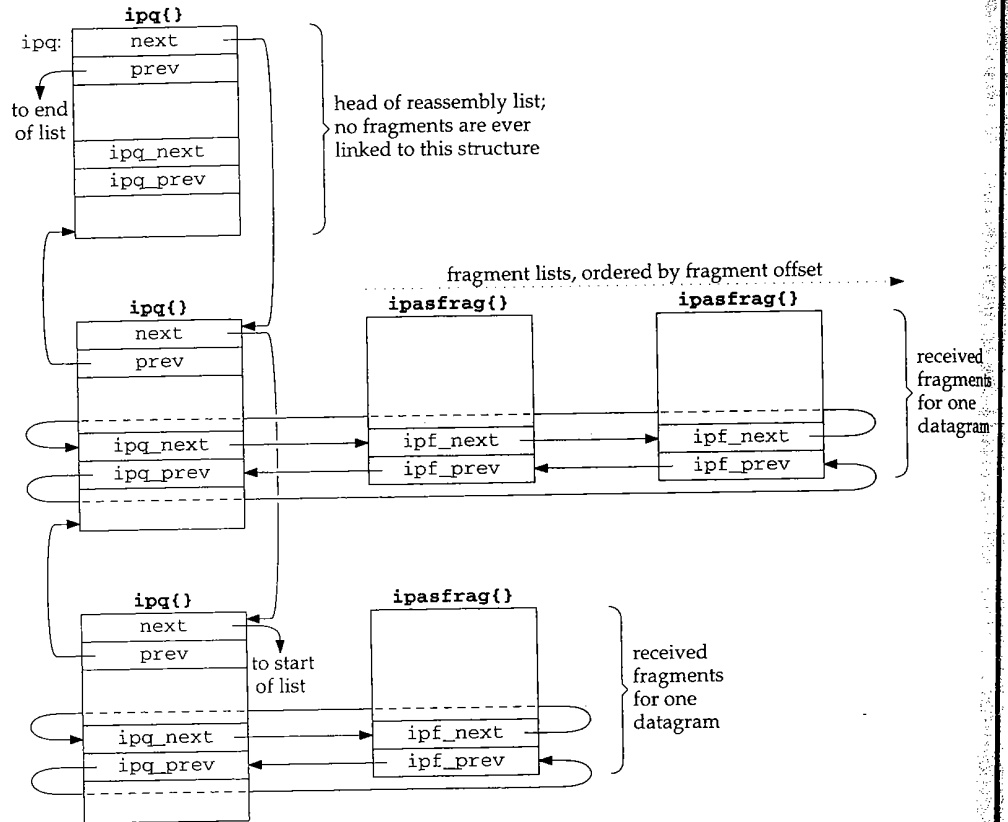 ipq{}
ipq:
next
prev
to end
of list
ipq_next
ipq_prev
head of reassembly list;
no fragments are ever
linked to this structure
fragment lists, ordered by fragment offset
ipq{}
next
prev
ipq_next
ipq_prev
ipasfrag{}
ipf_next
ipf_prev
ipasfrag{}
ipf_next
ipf_prev
received
fragments
for one
datagram
ipq{}
next
prev
to start
of list
ipq_next
ipq_prev
ipasfrag{}
ipf_next
ipf_prev
received
fragments
for one
datagram